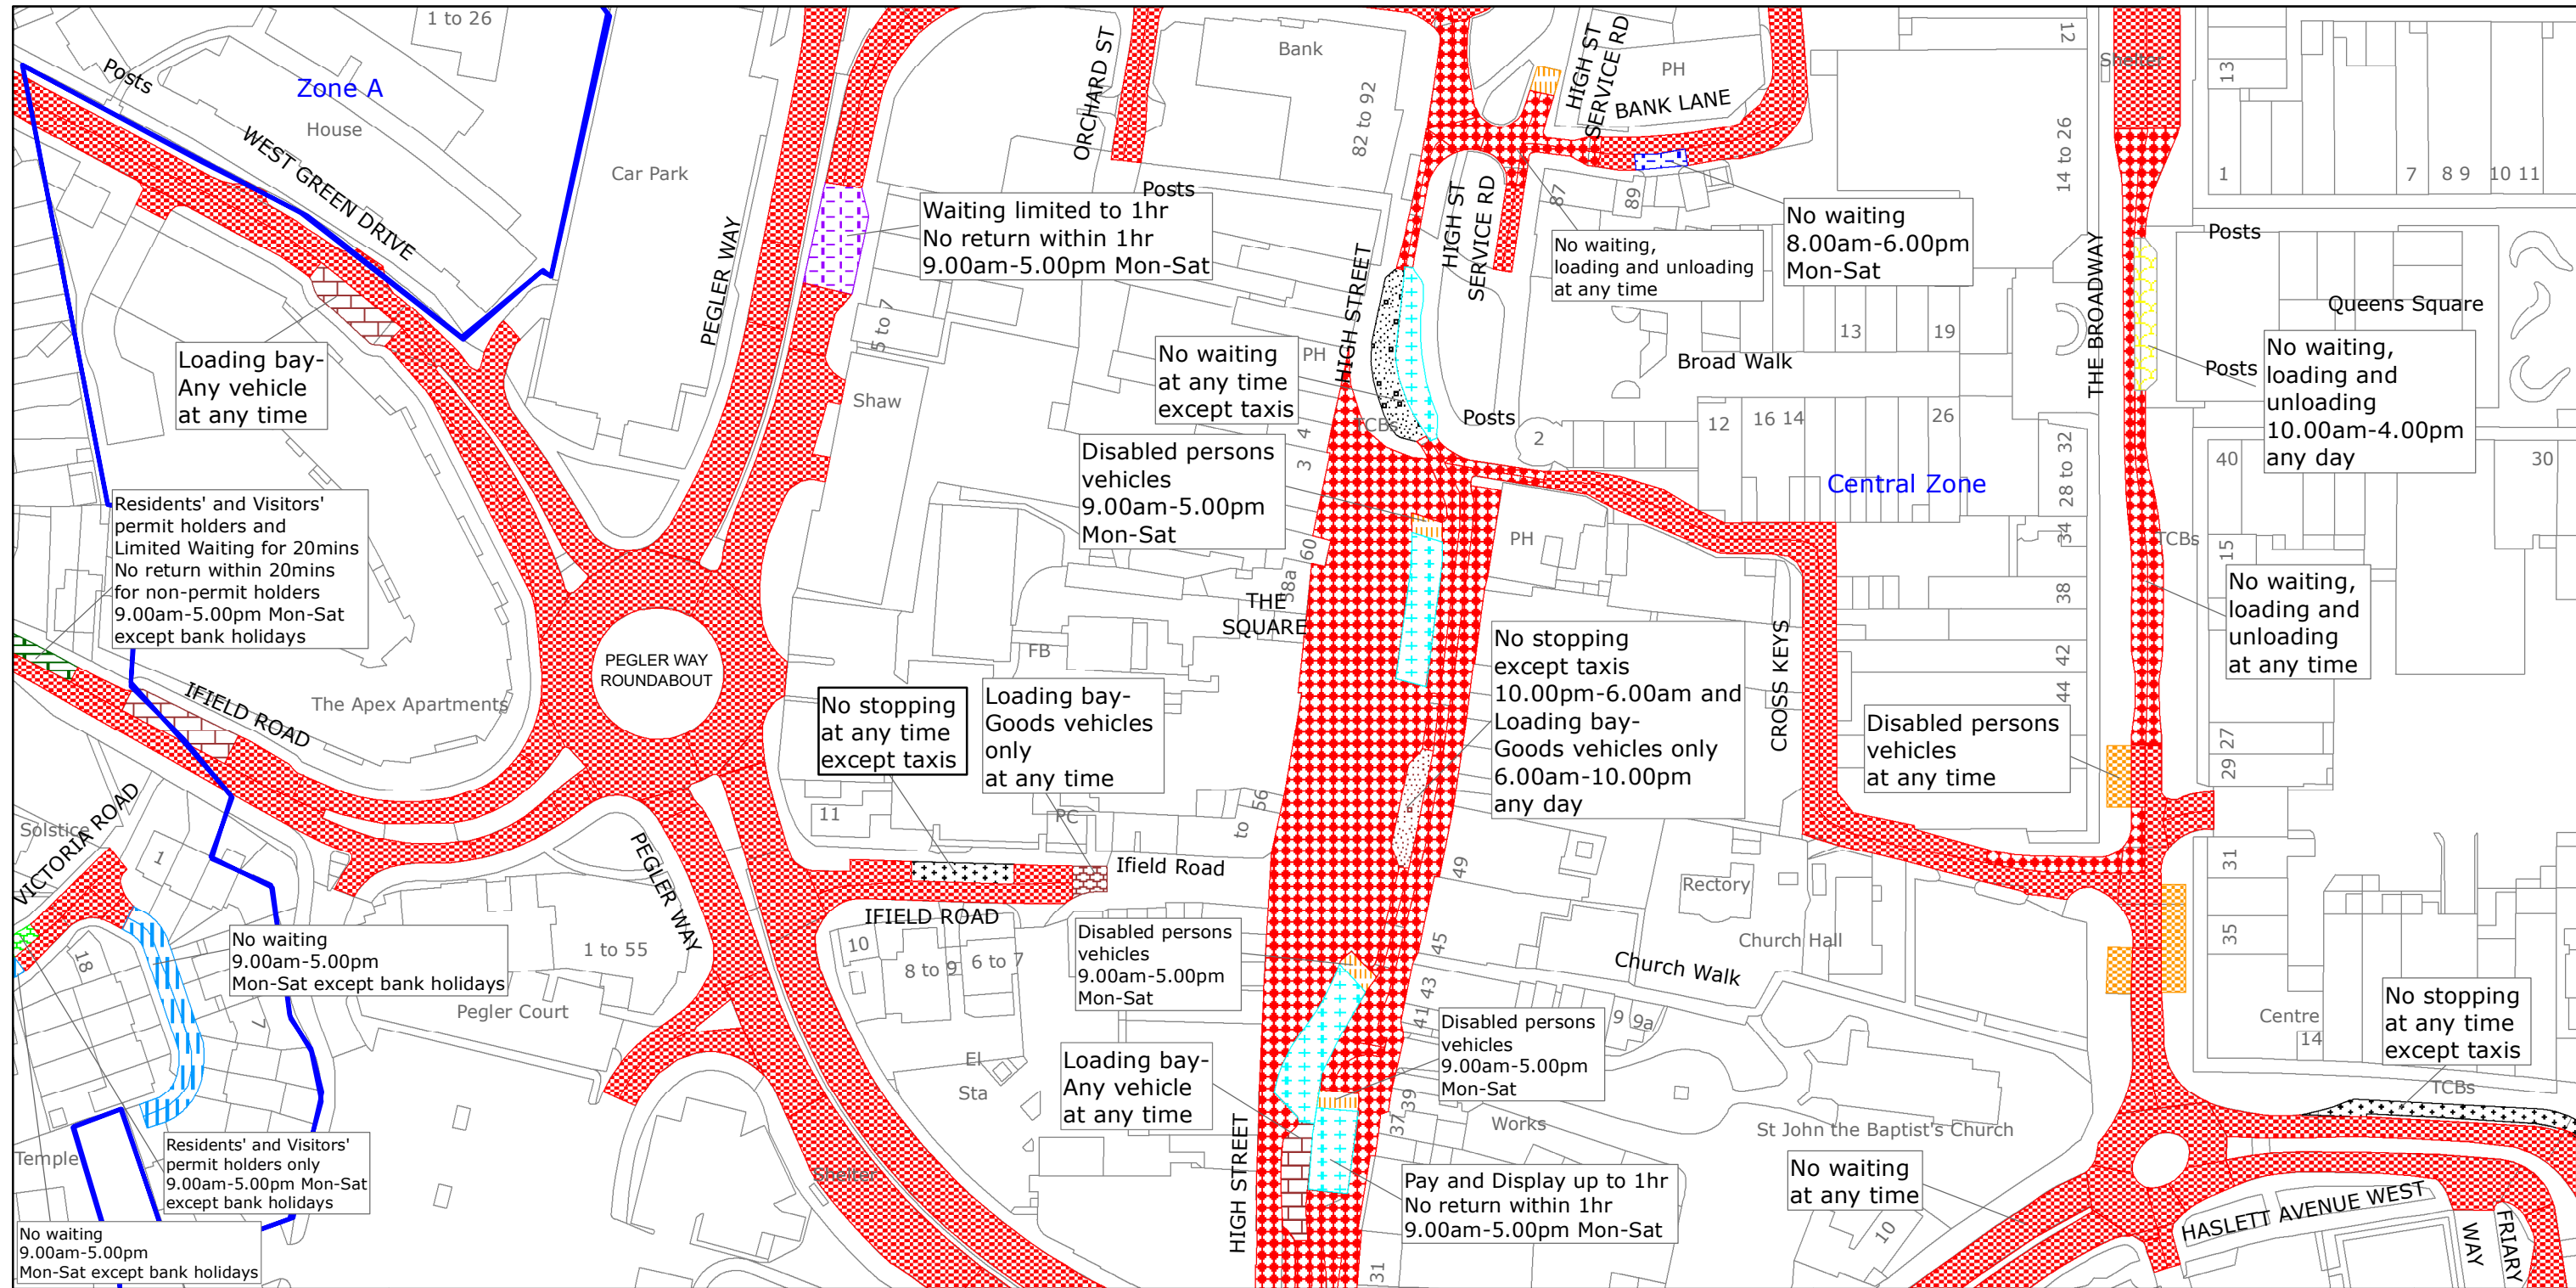 1 to 26
Posts
Zone A
House
WEST GREEN DRIVE
Car Park
PEGLER WAY
ORCHARD ST
Bank
82 to 92
Posts
HIGH ST
SERVICE RD
PH
BANK LANE
12
Shelter
13
14 to 26
1
7
8 9
10 11
Waiting limited to 1hr
No return within 1hr
9.00am-5.00pm Mon-Sat
HIGH ST
SERVICE RD
87
89
No waiting,
loading and unloading
at any time
No waiting
8.00am-6.00pm
Mon-Sat
Posts
THE BROADWAY
Queens Square
Posts
No waiting,
loading and
unloading
10.00am-4.00pm
any day
13
19
Broad Walk
5 to 7
Shaw
HIGH STREET
PH
No waiting
at any time
except taxis
TCBs
Posts
2
12
16 14
26
Central Zone
28 to 32
34
40
30
15
TCBs
Loading bay-
Any vehicle
at any time
4
3
Disabled persons
vehicles
9.00am-5.00pm
Mon-Sat
60
58a
PH
Residents' and Visitors'
permit holders and
Limited Waiting for 20mins
No return within 20mins
for non-permit holders
9.00am-5.00pm Mon-Sat
except bank holidays
THE
SQUARE
FB
PEGLER WAY
ROUNDABOUT
38
42
44
No waiting,
loading and
unloading
at any time
No stopping
except taxis
10.00pm-6.00am and
Loading bay-
Goods vehicles only
6.00am-10.00pm
any day
CROSS KEYS
Disabled persons
vehicles
at any time
27
29
The Apex Apartments
IFIELD ROAD
No stopping
at any time
except taxis
Loading bay-
Goods vehicles
only
at any time
11
PC
to 56
Ifield Road
VICTORIA ROAD
Solstice
1
PEGLER WAY
49
Rectory
31
35
IFIELD ROAD
10
8 to 9
6 to 7
1 to 55
Pegler Court
18
7
No waiting
9.00am-5.00pm
Mon-Sat except bank holidays
Disabled persons
vehicles
9.00am-5.00pm
Mon-Sat
45
43
41
Church Hall
Church Walk
9
9a
Disabled persons
vehicles
9.00am-5.00pm
Mon-Sat
39
37
Works
El
Sta
Loading bay-
Any vehicle
at any time
Centre
14
No stopping
at any time
except taxis
TCBs
St John the Baptist's Church
Temple
Residents' and Visitors'
permit holders only
9.00am-5.00pm Mon-Sat
except bank holidays
Shelter
HIGH STREET
Pay and Display up to 1hr
No return within 1hr
9.00am-5.00pm Mon-Sat
31
No waiting
at any time
10
HASLETT AVENUE WEST
FRIARY
WAY
No waiting
9.00am-5.00pm
Mon-Sat except bank holidays